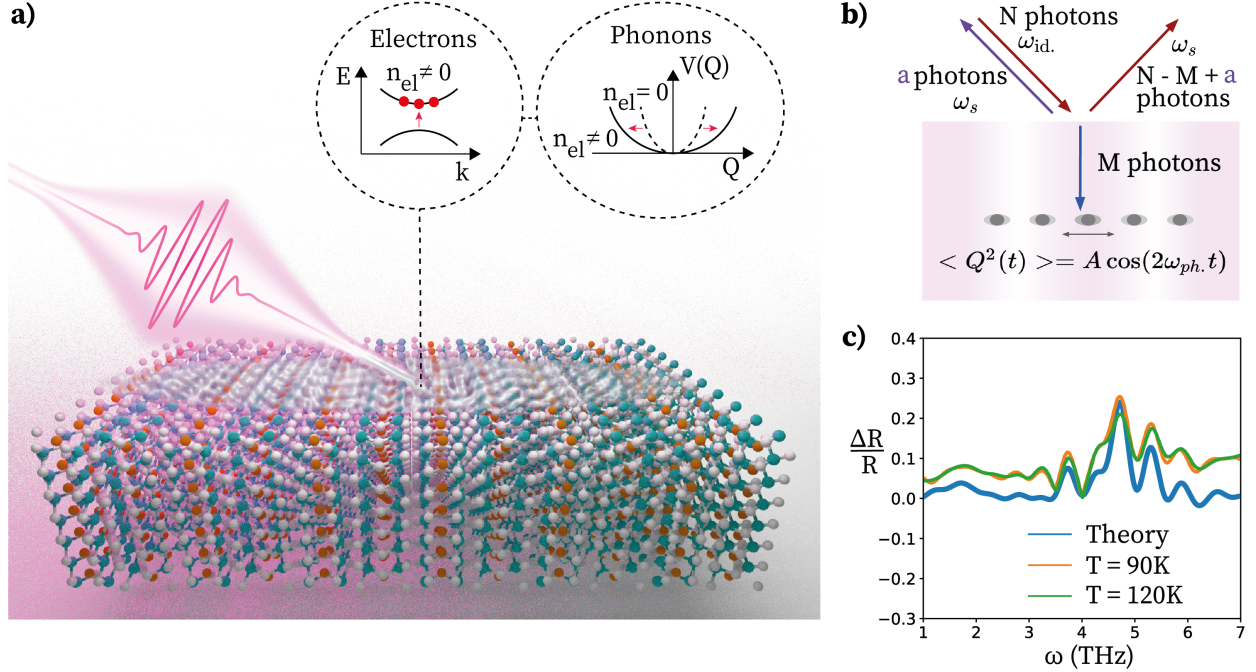 a)
Electrons
E
n_el ≠ 0
k
Phonons
V(Q)
n_el = 0
n_el ≠ 0
Q
b)
N photons
ω_id.
ω_s
a photons
ω_s
N - M + a
photons
M photons
< Q²(t) >= A cos(2ω_ph. t)
c)
ΔR
R
0.4
0.3
0.2
0.1
0.0
−0.1
−0.2
−0.3
Theory
T = 90K
T = 120K
1 2 3 4 5 6 7
ω (THz)